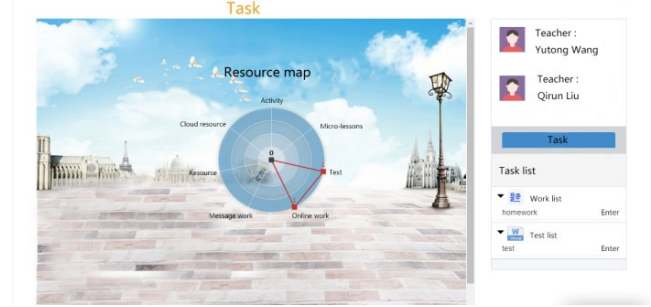 Task
Resource map
Activity
Cloud resource
Micro-lessons
0
Resource
Test
Message work
Online work
Teacher :
Yutong Wang
Teacher :
Qirun Liu
Task
Task list
Work list
homework Enter
W
Test list
test Enter